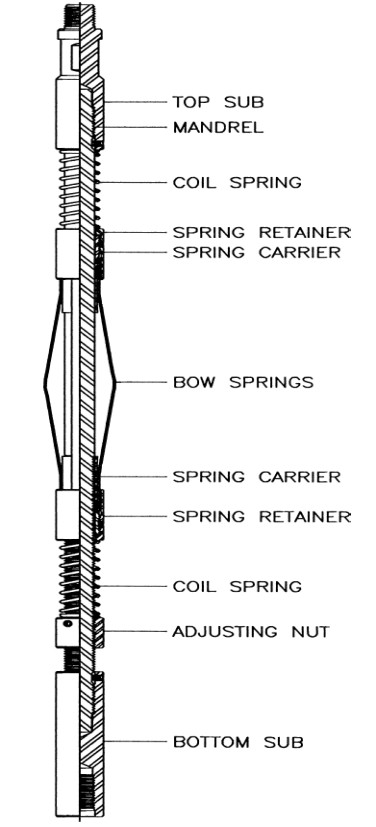 TOP SUB
MANDREL
COIL SPRING
SPRING RETAINER
SPRING CARRIER
BOW SPRINGS
SPRING CARRIER
SPRING RETAINER
COIL SPRING
ADJUSTING NUT
BOTTOM SUB